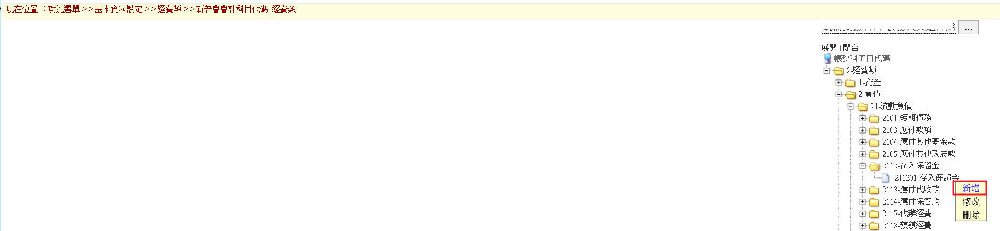 現在位置 ：功能選單>>基本資料設定>>經費類>>新普會會計科目代碼_經費類
...
展開 | 閉合
帳務科子目代碼
2-經費類
1-資產
2-負債
21-流動負債
2101-短期債務
2103-應付款項
2104-應付其他基金款
2105-應付其他政府款
2112-存入保證金
211201-存入保證金
新增
2113-應付代收款
修改
2114-應付保管款
刪除
2115-代辦經費
2118-預領經費